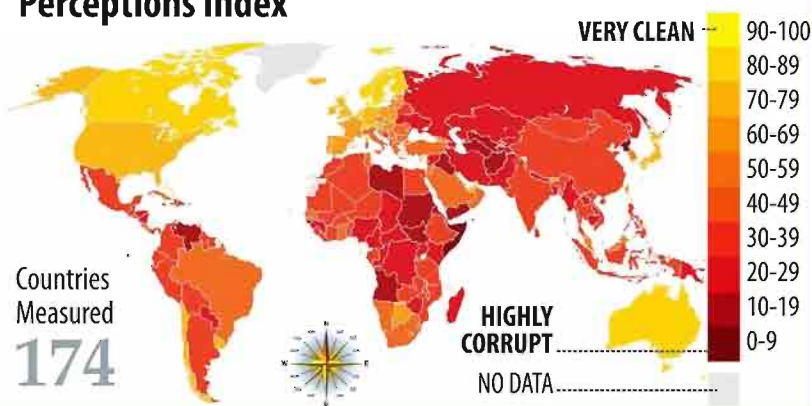 Perceptions Index
VERY CLEAN
90-100
80-89
70-79
60-69
50-59
40-49
30-39
20-29
10-19
0-9
Countries
Measured
174
HIGHLY
CORRUPT
NO DATA